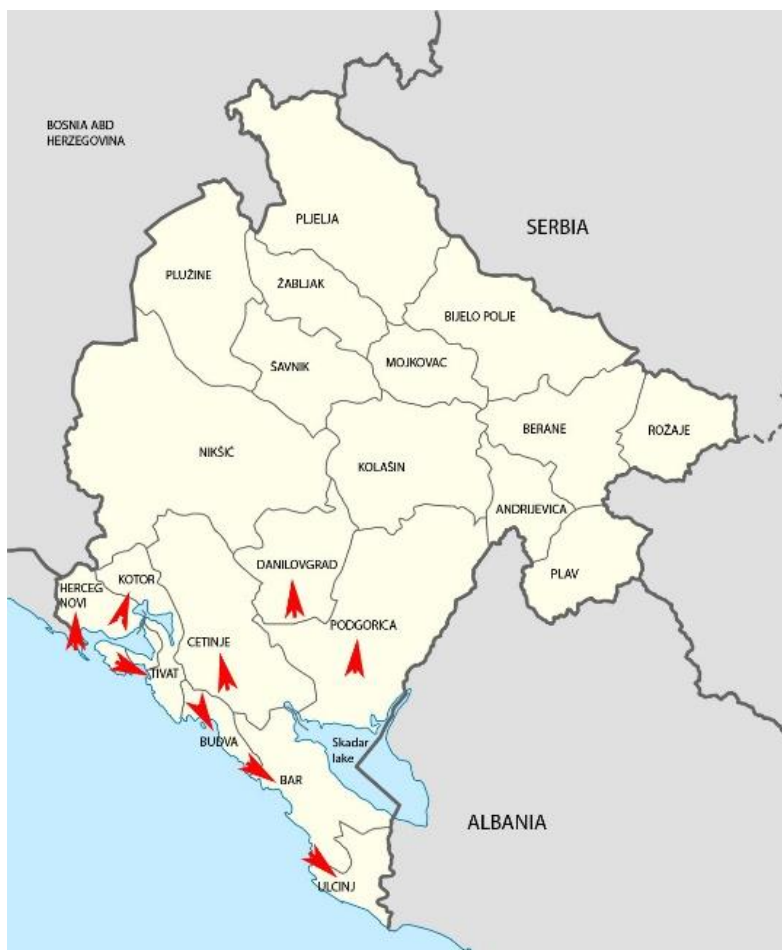 BOSNIA ABD
HERZEGOVINA
PLJELJA
SERBIA
PLUŽINE
ŽABLJAK
BIJELO POLJE
ŠAVNIK
MOJKOVAC
BERANE
ROŽAJE
NIKŠIĆ
KOLAŠIN
ANDRIJEVICA
DANILOVGRAD
PLAV
KOTOR
HERCEG
NOVI
PODGORICA
CETINJE
TIVAT
BUDVA
Skadar
lake
BAR
ALBANIA
ULCINJ